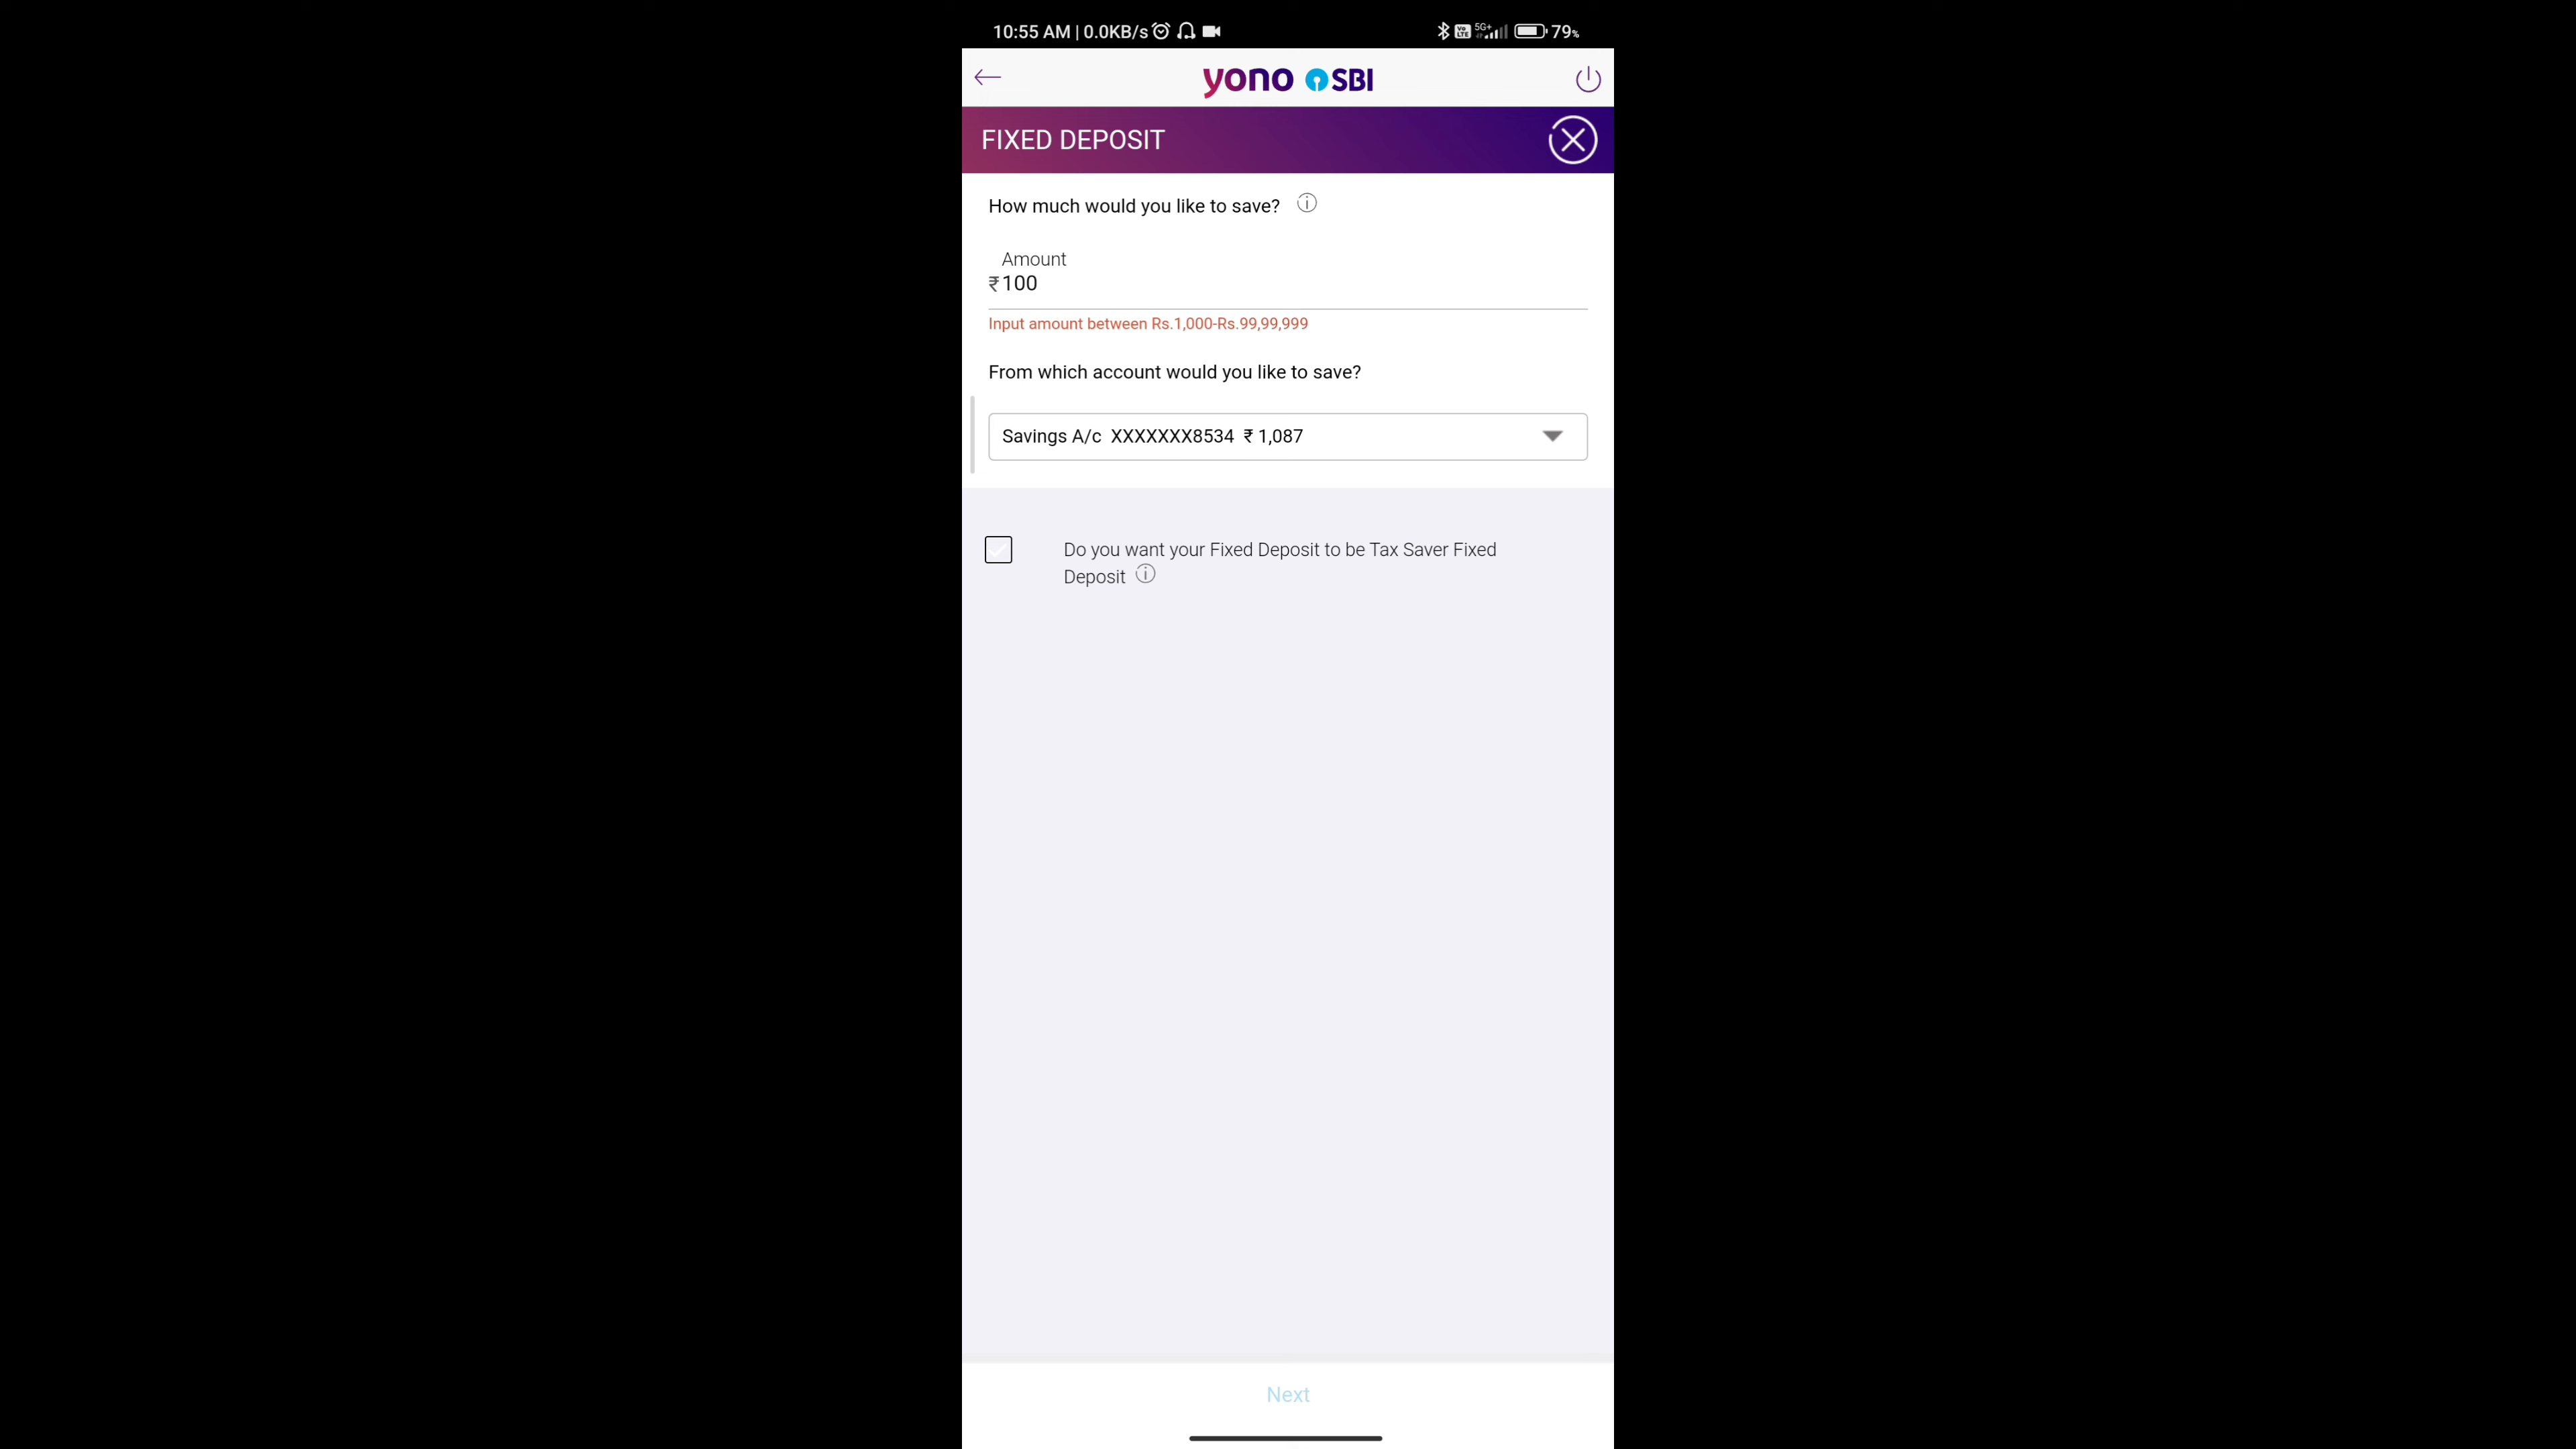 10:55 AM | 0.0KB/s 5G+ 79%
yono SBI
FIXED DEPOSIT
How much would you like to save?
Amount
₹100
Input amount between Rs.1,000-Rs.99,99,999
From which account would you like to save?
Savings A/c XXXXXXX8534 ₹ 1,087
Do you want your Fixed Deposit to be Tax Saver Fixed
Deposit
Next